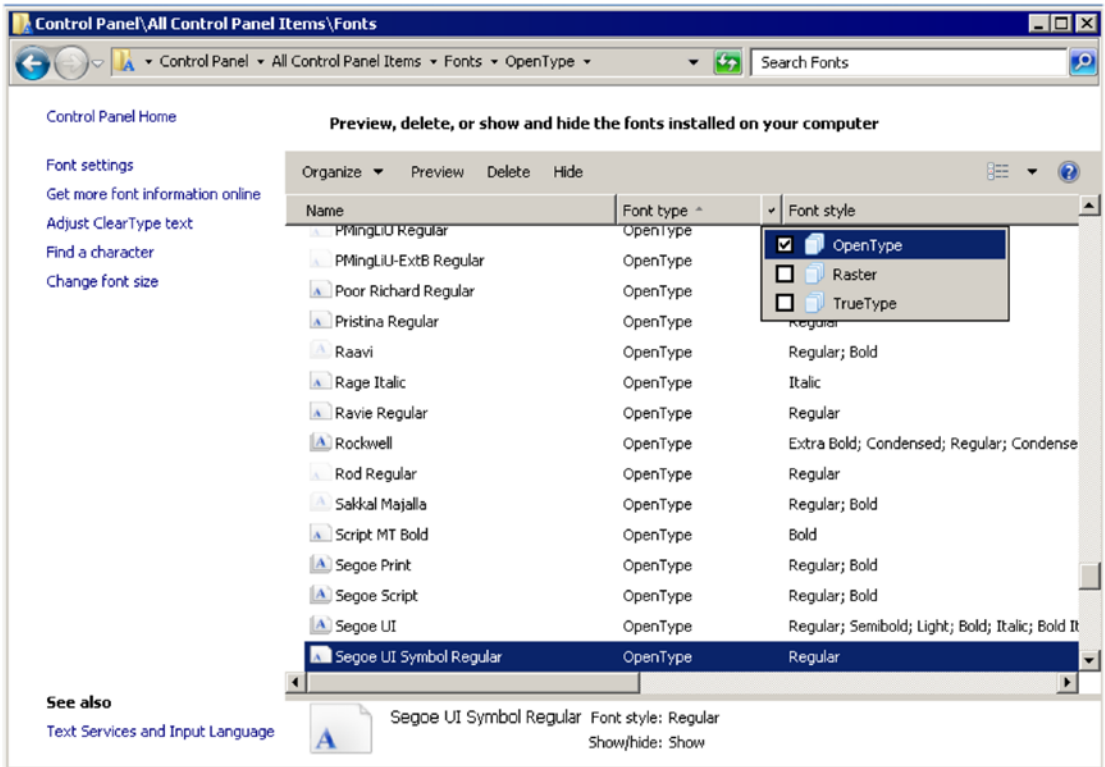 Control Panel\All Control Panel Items\Fonts
Control Panel All Control Panel Items Fonts OpenType Search Fonts
Control Panel Home
Font settings
Get more font information online
Adjust ClearType text
Find a character
Change font size
See also
Text Services and Input Language
Preview, delete, or show and hide the fonts installed on your computer
Organize Preview Delete Hide
Name Font type Font style
PMingLiU Regular OpenType
PMingLiU-ExtB Regular OpenType
Poor Richard Regular OpenType
Pristina Regular OpenType Regular
Raavi OpenType Regular; Bold
Rage Italic OpenType Italic
Ravie Regular OpenType Regular
Rockwell OpenType Extra Bold; Condensed; Regular; Condense
Rod Regular OpenType Regular
Sakkal Majalla OpenType Regular; Bold
Script MT Bold OpenType Bold
Segoe Print OpenType Regular; Bold
Segoe Script OpenType Regular; Bold
Segoe UI OpenType Regular; Semibold; Light; Bold; Italic; Bold It
Segoe UI Symbol Regular OpenType Regular
OpenType
Raster
TrueType
Segoe UI Symbol Regular Font style: Regular
Show/hide: Show